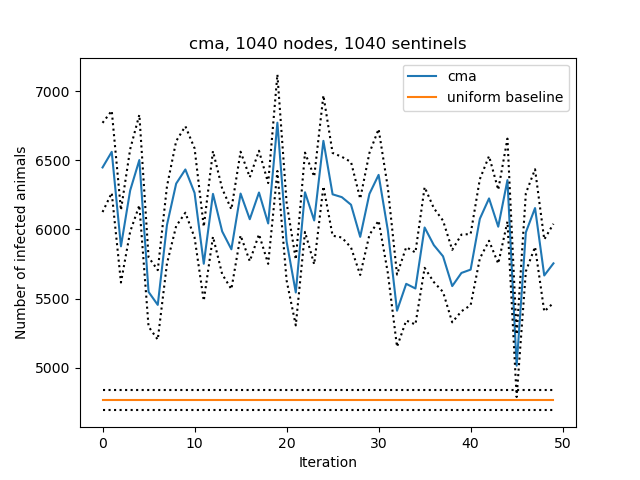 cma, 1040 nodes, 1040 sentinels
cma
uniform baseline
Number of infected animals
7000
6500
6000
5500
5000
0 10 20 30 40 50
Iteration